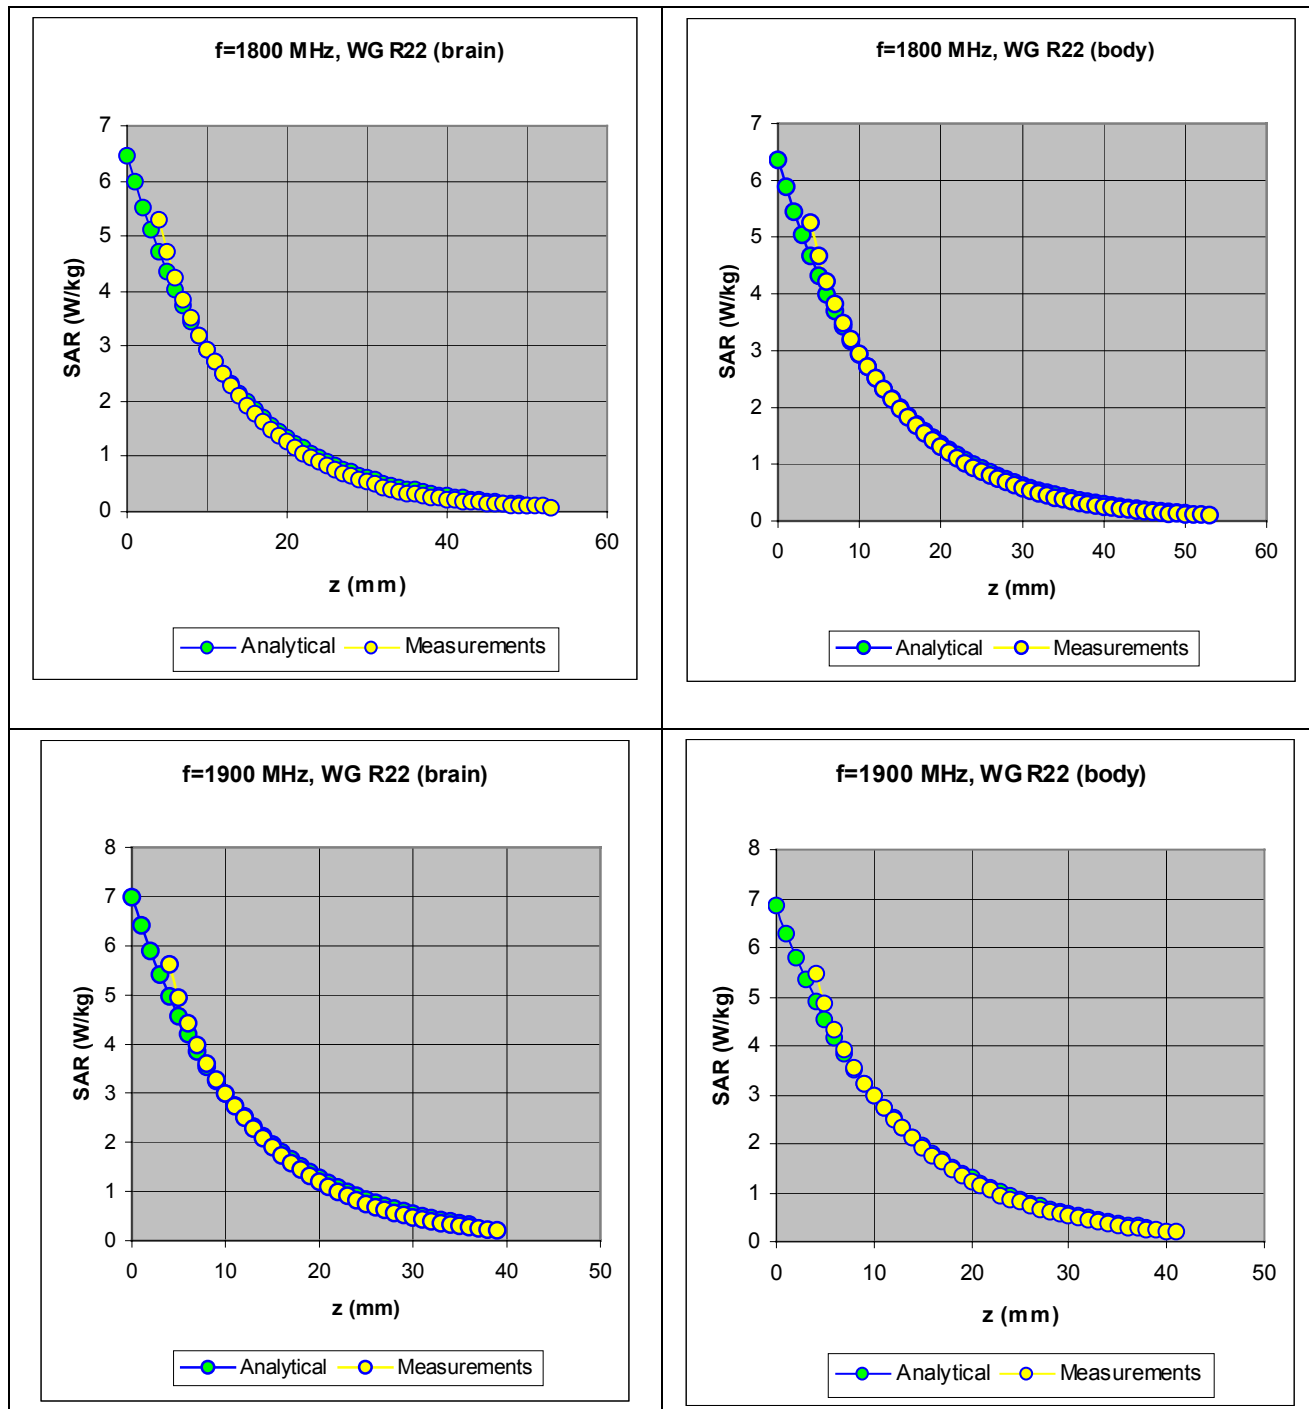 f=1800 MHz, WG R22 (brain)
7
6
5
4
3
2
1
0
SAR (W/kg)
0 20 40 60
z (mm)
Analytical Measurements
f=1800 MHz, WG R22 (body)
7
6
5
4
3
2
1
0
SAR (W/kg)
0 10 20 30 40 50 60
z (mm)
Analytical Measurements
f=1900 MHz, WG R22 (brain)
8
7
6
5
4
3
2
1
0
SAR (W/kg)
0 10 20 30 40 50
z (mm)
Analytical Measurements
f=1900 MHz, WG R22 (body)
8
7
6
5
4
3
2
1
0
SAR (W/kg)
0 10 20 30 40 50
z (mm)
Analytical Measurements